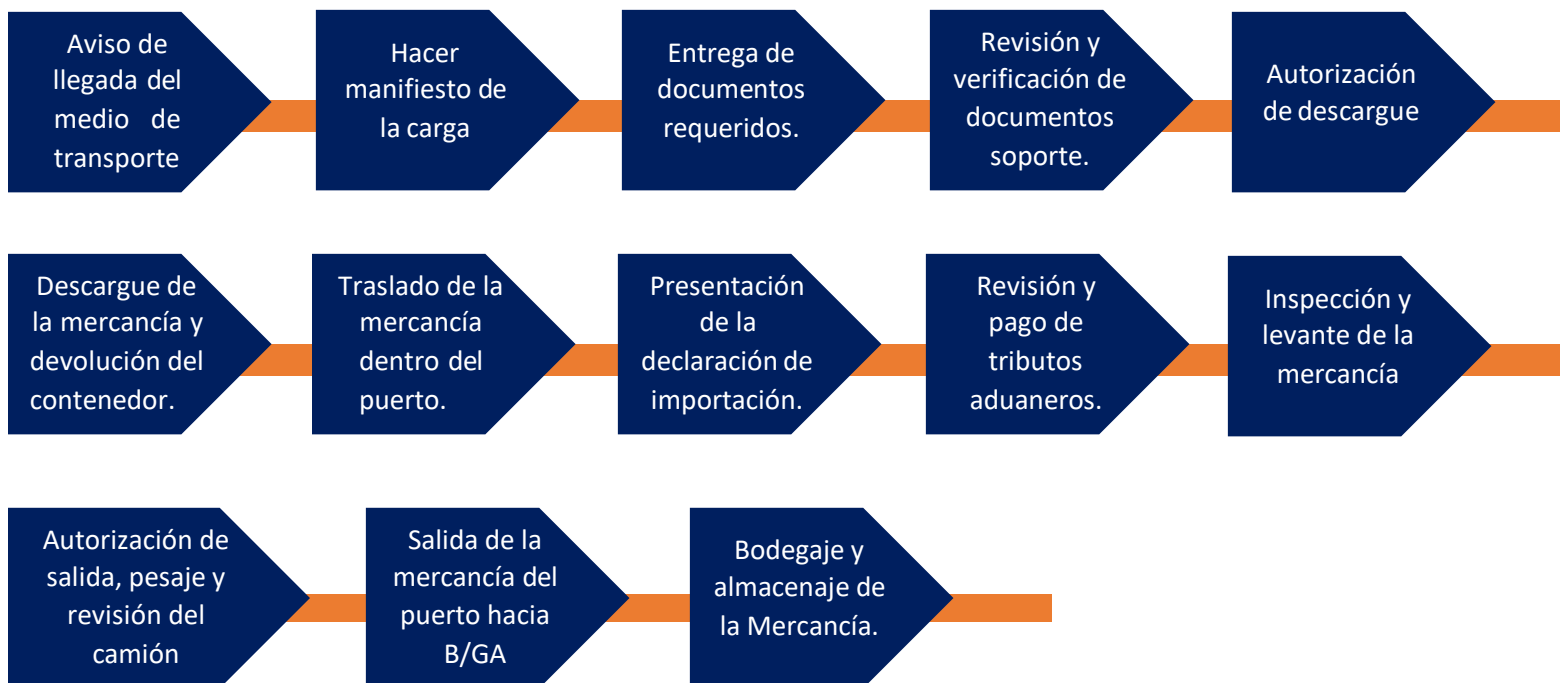 Aviso de
llegada del
medio de
transporte
Hacer
manifiesto de
la carga
Entrega de
documentos
requeridos.
Revisión y
verificación de
documentos
soporte.
Autorización
de descargue
Descargue de
la mercancía y
devolución del
contenedor.
Traslado de la
mercancía
dentro del
puerto.
Presentación
de la
declaración de
importación.
Revisión y
pago de
tributos
aduaneros.
Inspección y
levante de la
mercancía
Autorización de
salida, pesaje y
revisión del
camión
Salida de la
mercancía del
puerto hacia
B/GA
Bodegaje y
almacenaje de
la Mercancía.